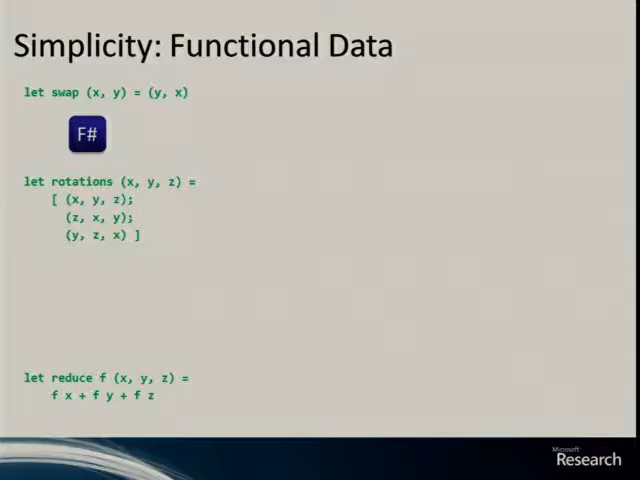 Simplicity: Functional Data
let swap (x, y) = (y, x)
F#
let rotations (x, y, z) =
[ (x, y, z);
(z, x, y);
(y, z, x) ]
let reduce f (x, y, z) =
f x + f y + f z
Microsoft
Research